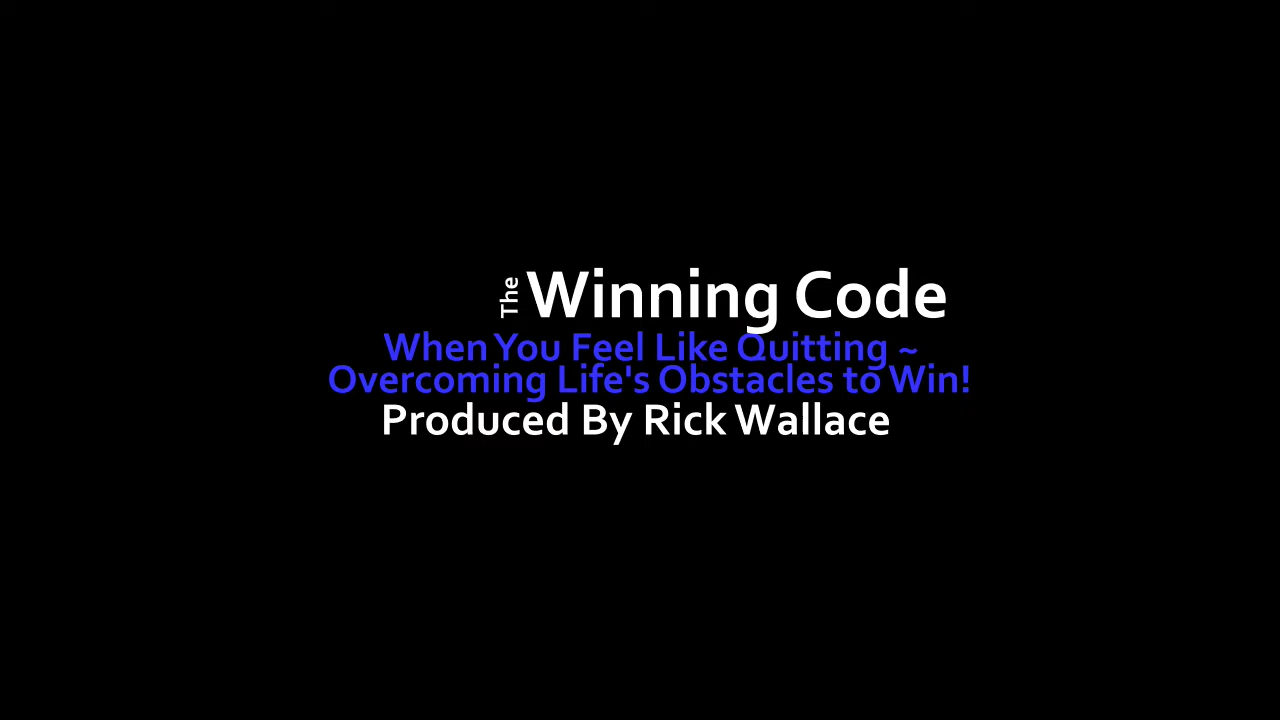 The Winning Code
When You Feel Like Quitting ~
Overcoming Life's Obstacles to Win!
Produced By Rick Wallace